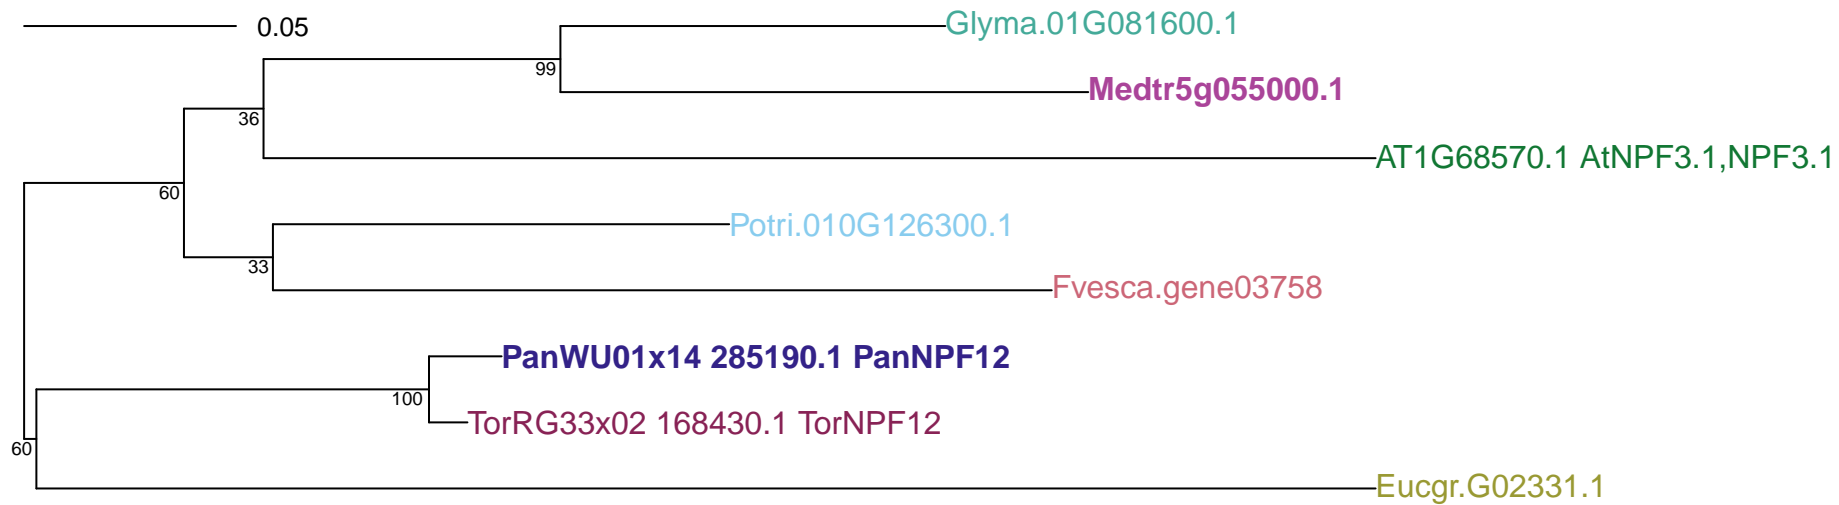 0.05
Glyma.01G081600.1
99
Medtr5g055000.1
36
AT1G68570.1 AtNPF3.1,NPF3.1
60
Potri.010G126300.1
33
Fvesca.gene03758
PanWU01x14 285190.1 PanNPF12
100
TorRG33x02 168430.1 TorNPF12
60
Eucgr.G02331.1